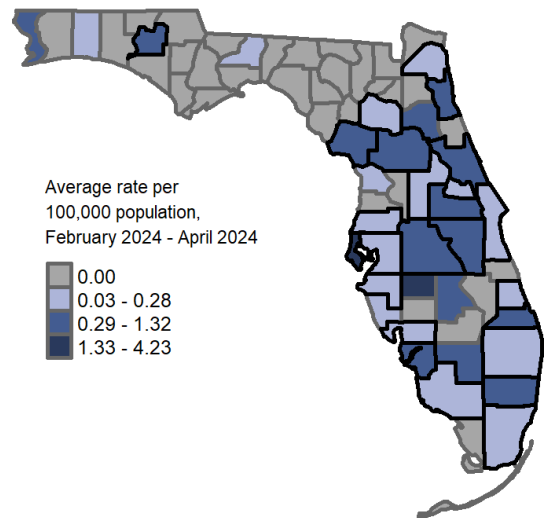 Average rate per
100,000 population,
February 2024 - April 2024
0.00
0.03 - 0.28
0.29 - 1.32
1.33 - 4.23